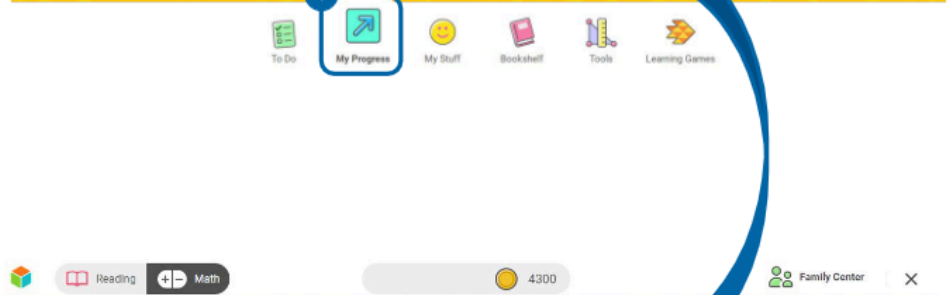 To Do My Progress My Stuff Bookshelf Tools Learning Games
Reading Math 4300 Family Center